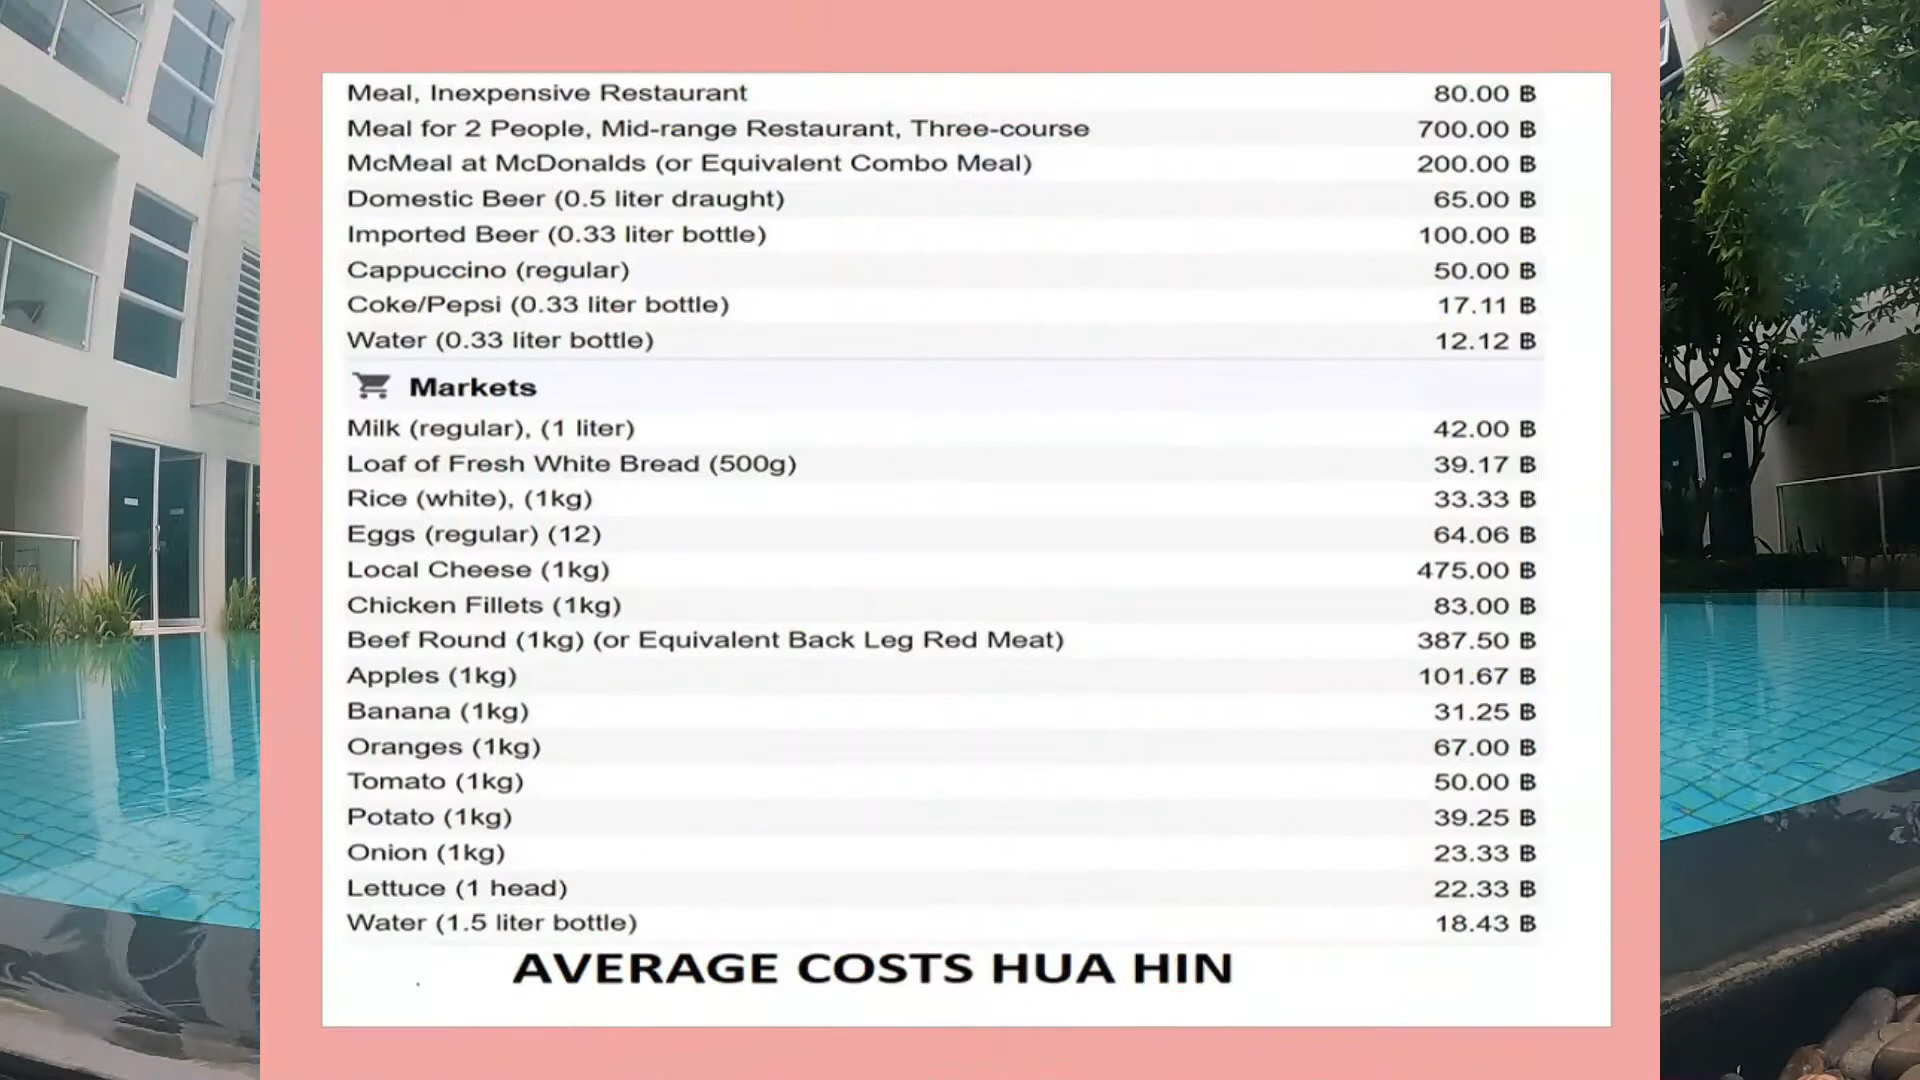 Meal, Inexpensive Restaurant 80.00 ฿
Meal for 2 People, Mid-range Restaurant, Three-course 700.00 ฿
McMeal at McDonalds (or Equivalent Combo Meal) 200.00 ฿
Domestic Beer (0.5 liter draught) 65.00 ฿
Imported Beer (0.33 liter bottle) 100.00 ฿
Cappuccino (regular) 50.00 ฿
Coke/Pepsi (0.33 liter bottle) 17.11 ฿
Water (0.33 liter bottle) 12.12 ฿
Markets
Milk (regular), (1 liter) 42.00 ฿
Loaf of Fresh White Bread (500g) 39.17 ฿
Rice (white), (1kg) 33.33 ฿
Eggs (regular) (12) 64.06 ฿
Local Cheese (1kg) 475.00 ฿
Chicken Fillets (1kg) 83.00 ฿
Beef Round (1kg) (or Equivalent Back Leg Red Meat) 387.50 ฿
Apples (1kg) 101.67 ฿
Banana (1kg) 31.25 ฿
Oranges (1kg) 67.00 ฿
Tomato (1kg) 50.00 ฿
Potato (1kg) 39.25 ฿
Onion (1kg) 23.33 ฿
Lettuce (1 head) 22.33 ฿
Water (1.5 liter bottle) 18.43 ฿
AVERAGE COSTS HUA HIN